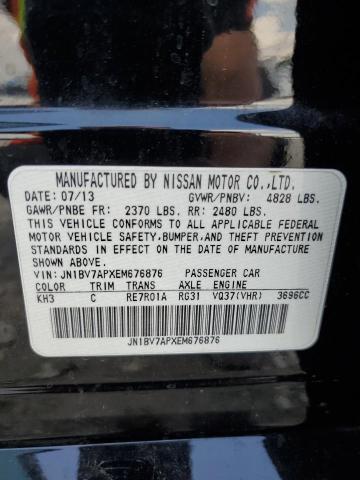 MANUFACTURED BY NISSAN MOTOR CO.,LTD.
DATE: 07/13 GVWR/PNBV: 4828 LBS.
GAWR/PNBE FR: 2370 LBS. RR: 2480 LBS.
THIS VEHICLE CONFORMS TO ALL APPLICABLE FEDERAL
MOTOR VEHICLE SAFETY,BUMPER,AND THEFT PREVENTION
STANDARDS IN EFFECT ON THE DATE OF MANUFACTURE
SHOWN ABOVE.
VIN: JN1BV7APXEM676876 PASSENGER CAR
COLOR TRIM TRANS AXLE ENGINE
KH3 C RE7R01A RG31 VQ37(VHR) 3696CC
JN1BV7APXEM676876